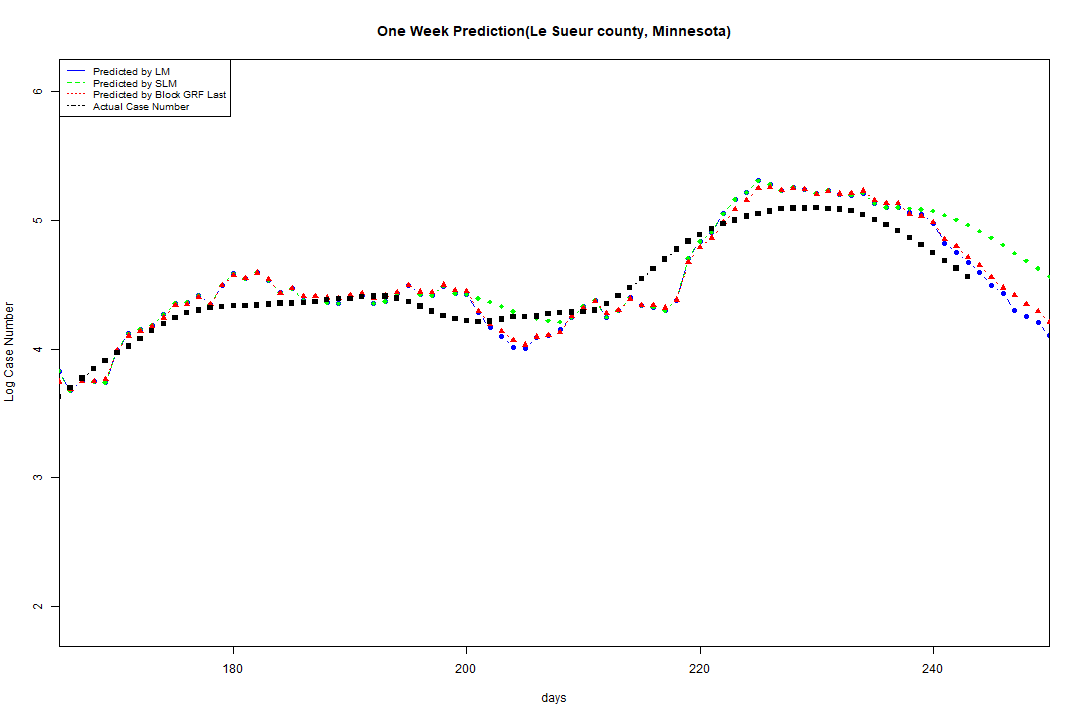 One Week Prediction(Le Sueur county, Minnesota)
Predicted by LM
Predicted by SLM
Predicted by Block GRF Last
Actual Case Number
6
5
4
3
2
Log Case Number
180 200 220 240
days